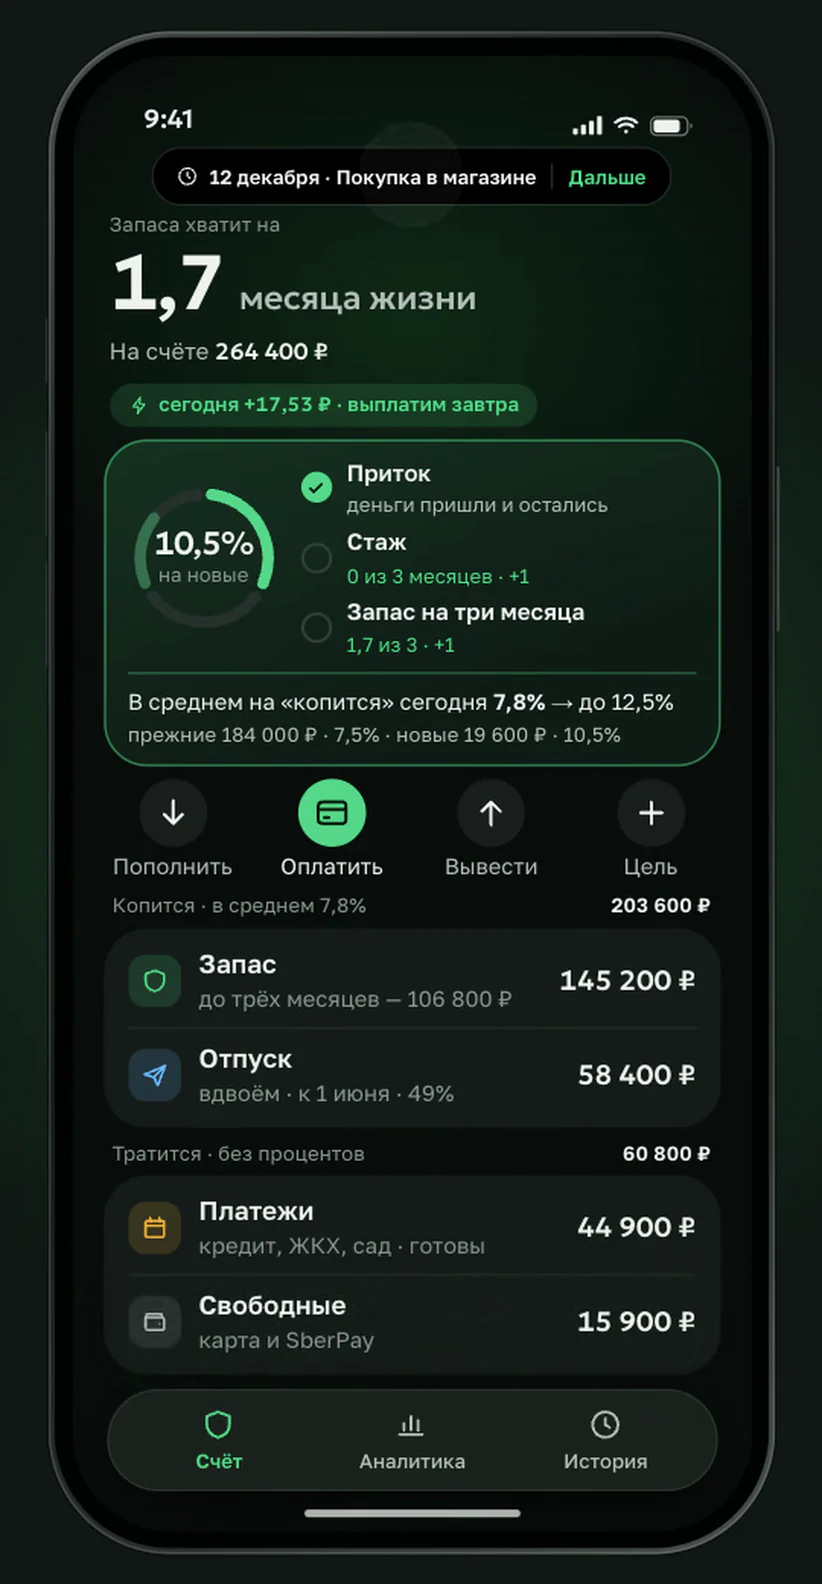 9:41
12 декабря · Покупка в магазине Дальше
Запаса хватит на
1,7 месяца жизни
На счёте 264 400 ₽
сегодня +17,53 ₽ · выплатим завтра
10,5%
на новые
Приток
деньги пришли и остались
Стаж
0 из 3 месяцев · +1
Запас на три месяца
1,7 из 3 · +1
В среднем на «копится» сегодня 7,8% → до 12,5%
прежние 184 000 ₽ · 7,5% · новые 19 600 ₽ · 10,5%
Пополнить Оплатить Вывести Цель
Копится · в среднем 7,8% 203 600 ₽
Запас
до трёх месяцев — 106 800 ₽
145 200 ₽
Отпуск
вдвоём · к 1 июня · 49%
58 400 ₽
Тратится · без процентов 60 800 ₽
Платежи
кредит, ЖКХ, сад · готовы
44 900 ₽
Свободные
карта и SberPay
15 900 ₽
Счёт Аналитика История